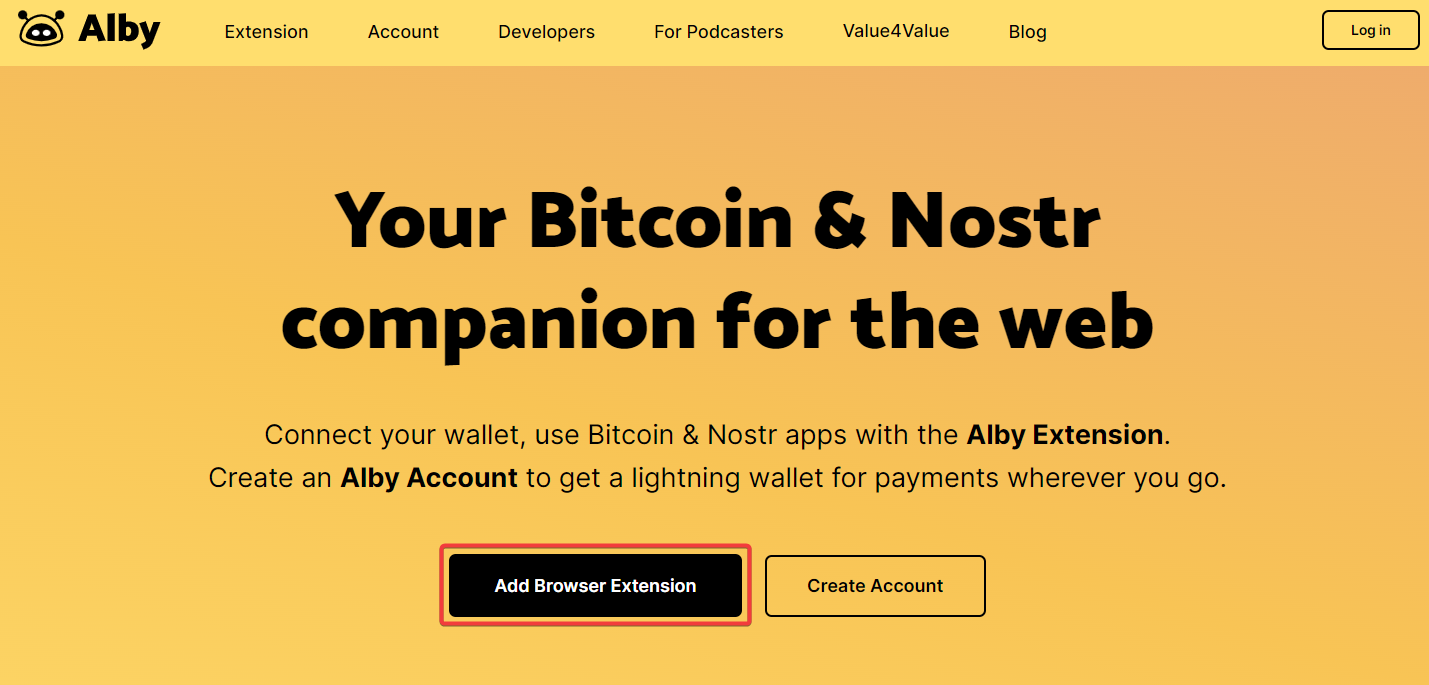 Alby
Extension
Account
Developers
For Podcasters
Value4Value
Blog
Log in
Your Bitcoin & Nostr
companion for the web
Connect your wallet, use Bitcoin & Nostr apps with the Alby Extension.
Create an Alby Account to get a lightning wallet for payments wherever you go.
Add Browser Extension
Create Account